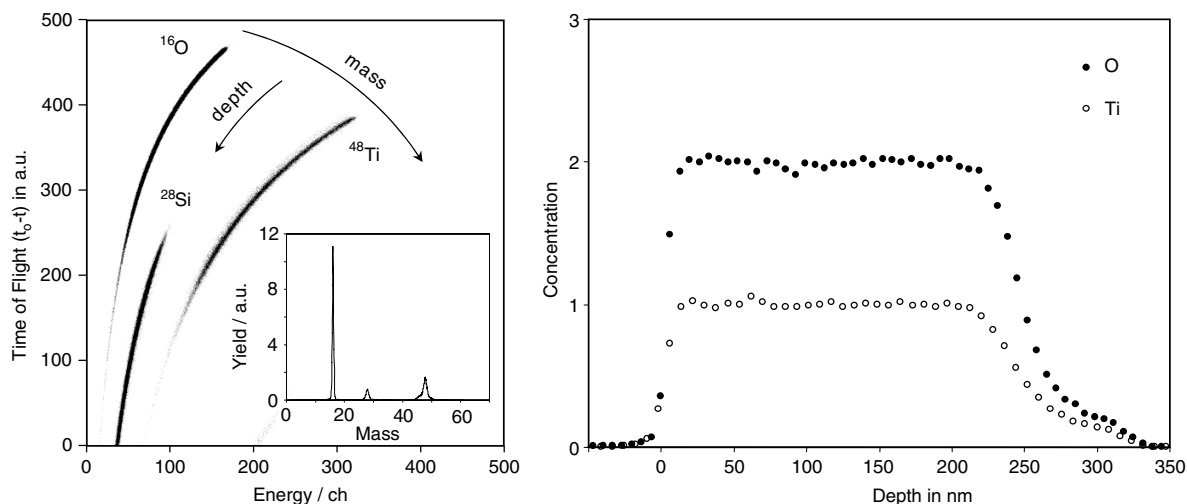 500
400
300
200
100
0
Time of Flight (tₒ-t) in a.u.
¹⁶O
mass
depth
⁴⁸Ti
²⁸Si
12
8
4
0
Yield / a.u.
0 20 40 60
Mass
0 100 200 300 400 500
Energy / ch
3
2
1
0
Concentration
O
Ti
0 50 100 150 200 250 300 350
Depth in nm